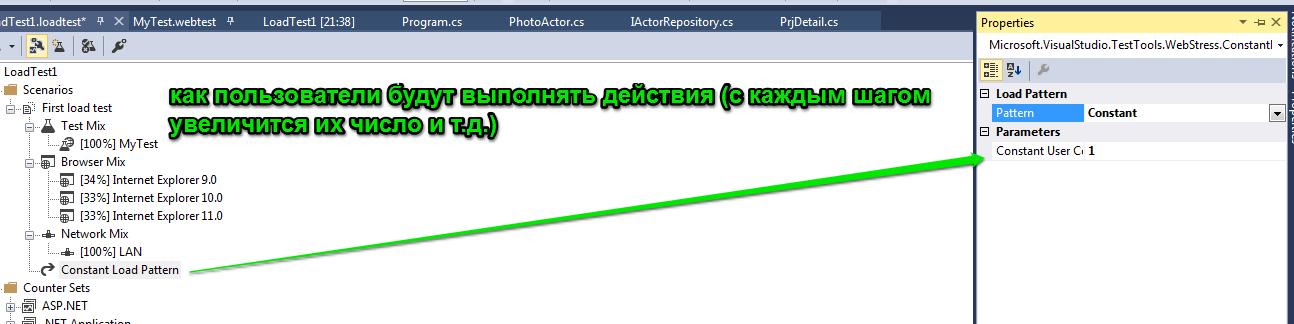 dTest1.loadtest* MyTest.webtest LoadTest1 [21:38] Program.cs PhotoActor.cs IActorRepository.cs PrjDetail.cs
Properties
Microsoft.VisualStudio.TestTools.WebStress.ConstantI
LoadTest1
Scenarios
First load test
Test Mix
[100%] MyTest
Browser Mix
[34%] Internet Explorer 9.0
[33%] Internet Explorer 10.0
[33%] Internet Explorer 11.0
Network Mix
[100%] LAN
Constant Load Pattern
Counter Sets
ASP.NET
.NET Application
как пользователи будут выполнять действия (с каждым шагом
увеличится их число и т.д.)
Load Pattern
Pattern Constant
Parameters
Constant User Co 1
Properties